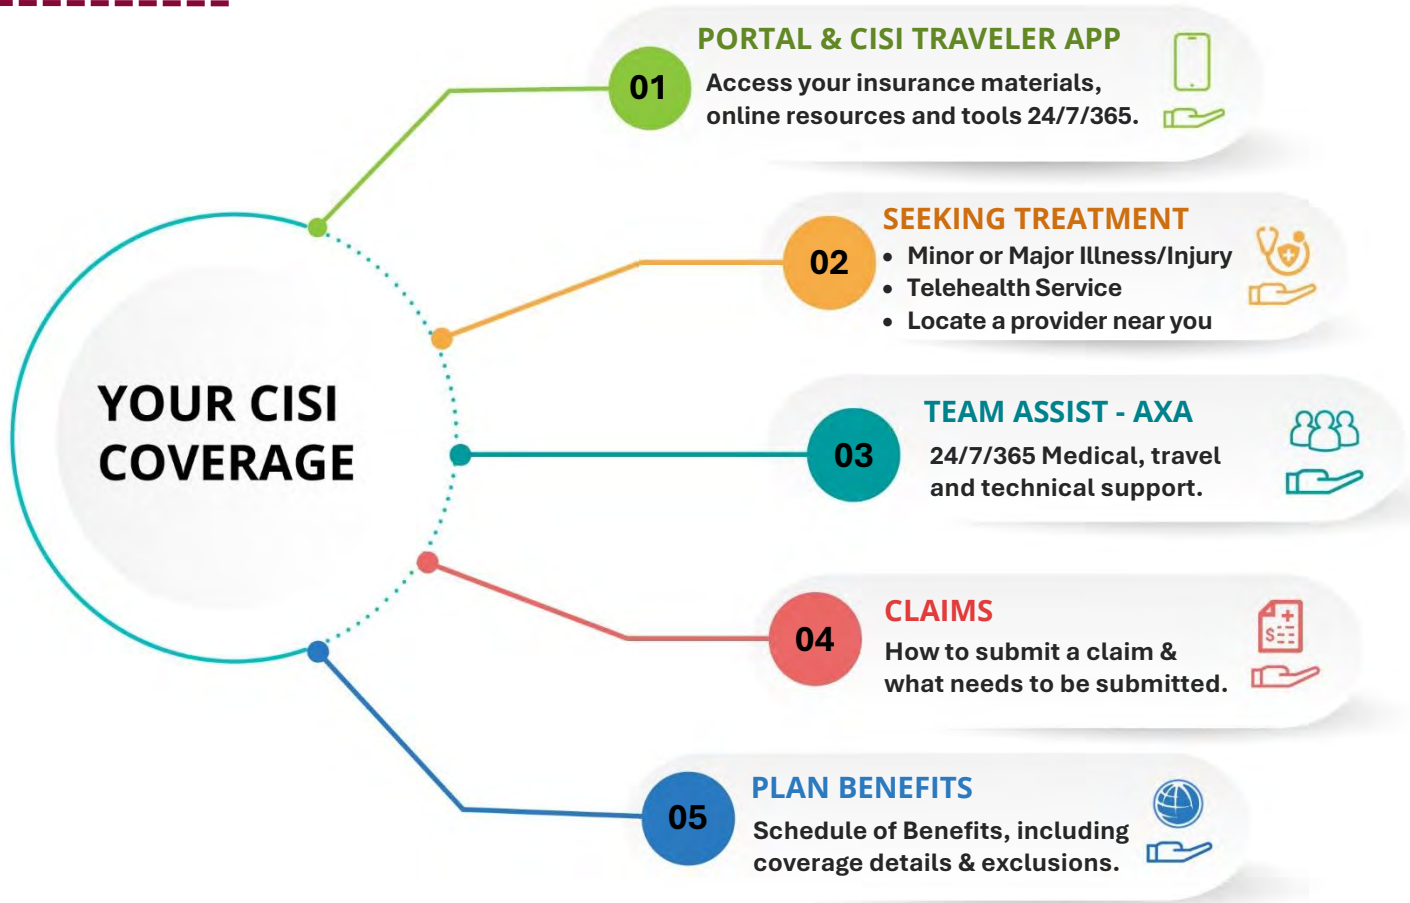 YOUR CISI
COVERAGE
01
PORTAL & CISI TRAVELER APP
Access your insurance materials,
online resources and tools 24/7/365.
02
SEEKING TREATMENT
• Minor or Major Illness/Injury
• Telehealth Service
• Locate a provider near you
03
TEAM ASSIST - AXA
24/7/365 Medical, travel
and technical support.
04
CLAIMS
How to submit a claim &
what needs to be submitted.
05
PLAN BENEFITS
Schedule of Benefits, including
coverage details & exclusions.